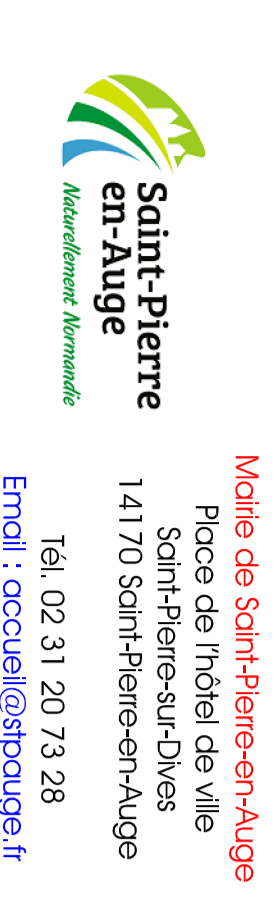 Saint-Pierre
en-Auge
Naturellement Normandie
Mairie de Saint-Pierre-en-Auge
Place de l'hôtel de ville
Saint-Pierre-sur-Dives
14170 Saint-Pierre-en-Auge
Tél. 02 31 20 73 28
Email : accueil@stpauge.fr